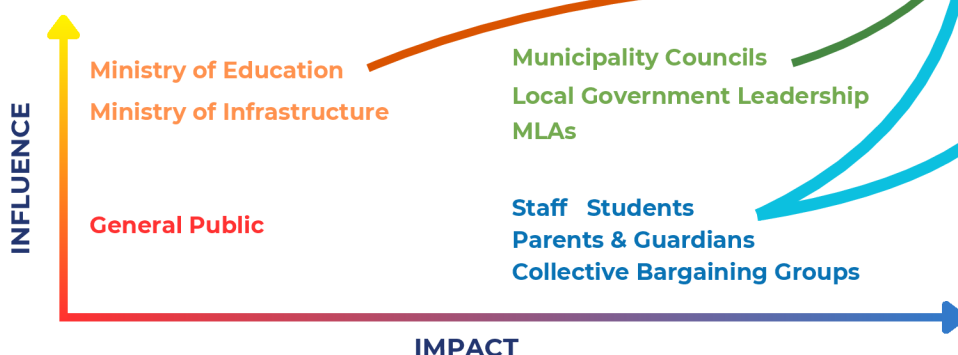 INFLUENCE
Ministry of Education
Ministry of Infrastructure
General Public
Municipality Councils
Local Government Leadership
MLAs
Staff Students
Parents & Guardians
Collective Bargaining Groups
IMPACT